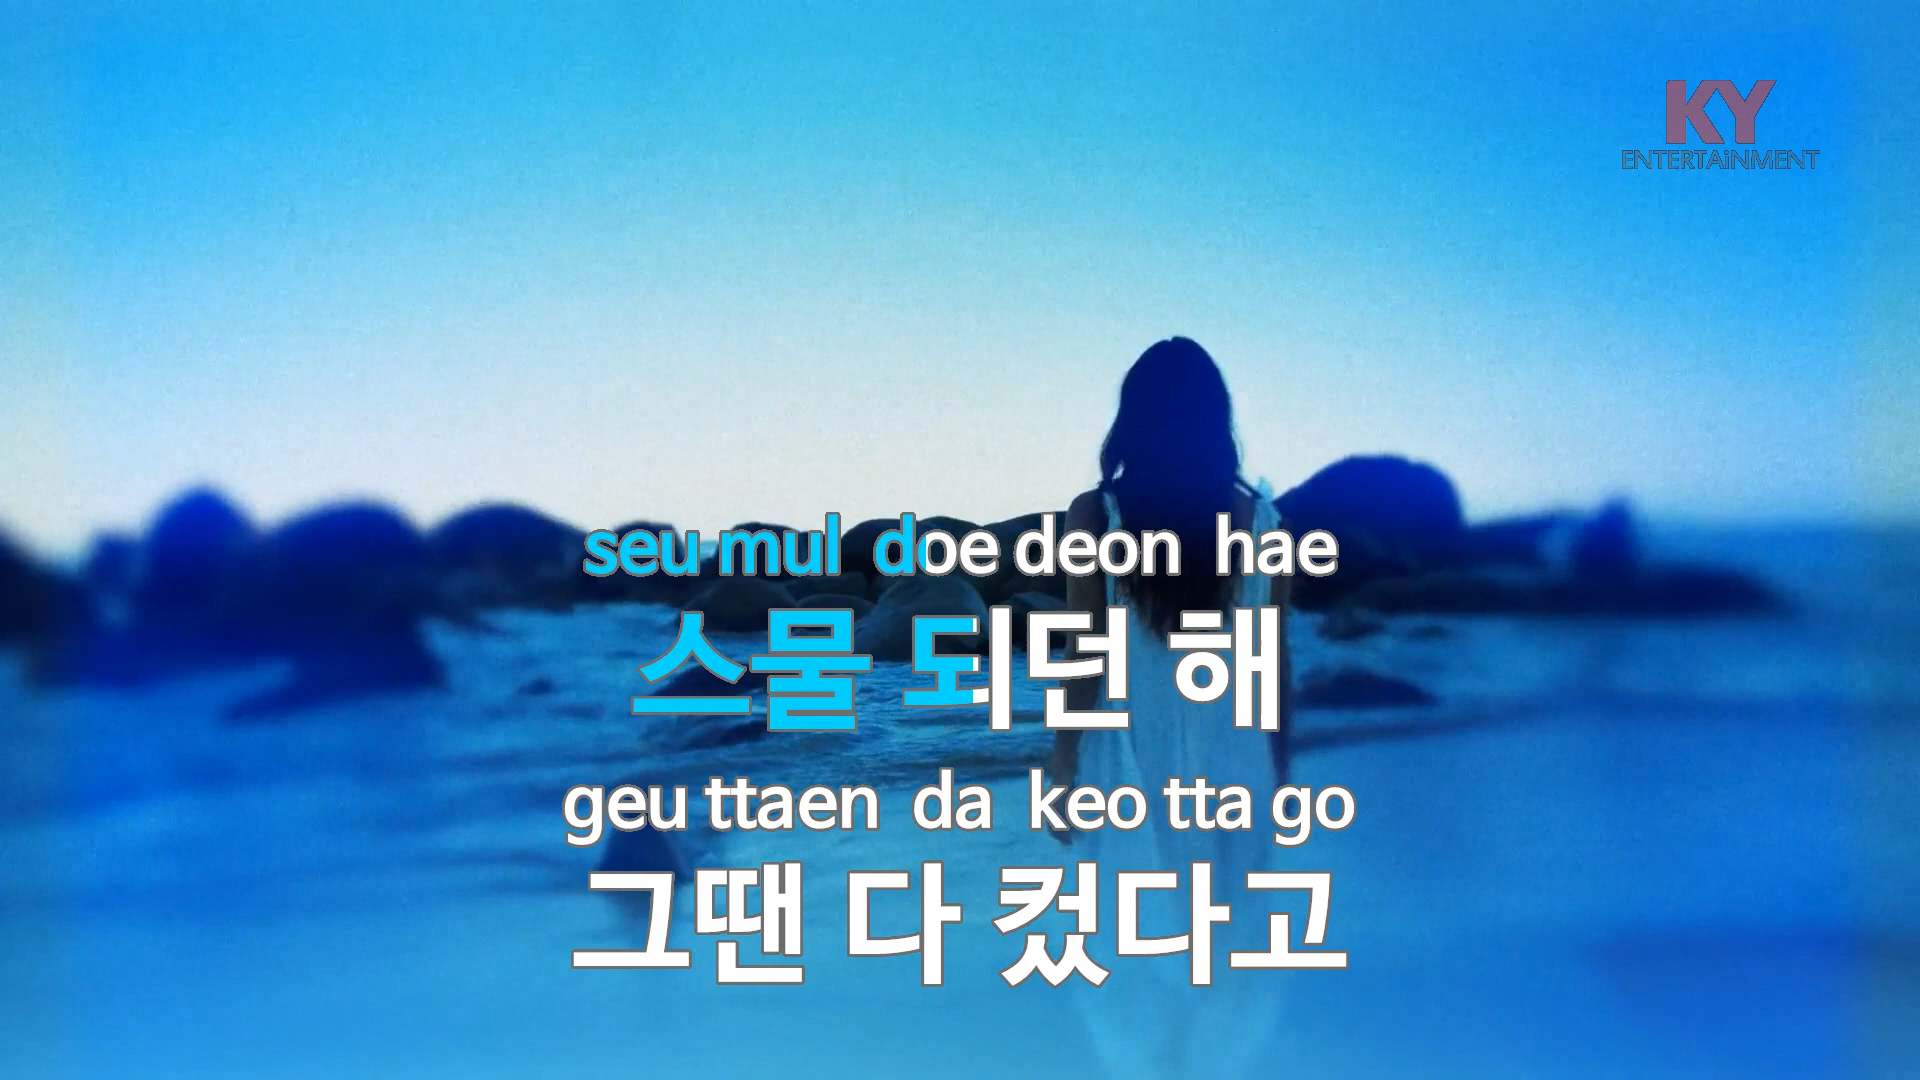 KY
ENTERTAiNMENT
seu mul doe deon hae
스물 되던 해
geu ttaen da keo tta go
그땐 다 컸다고